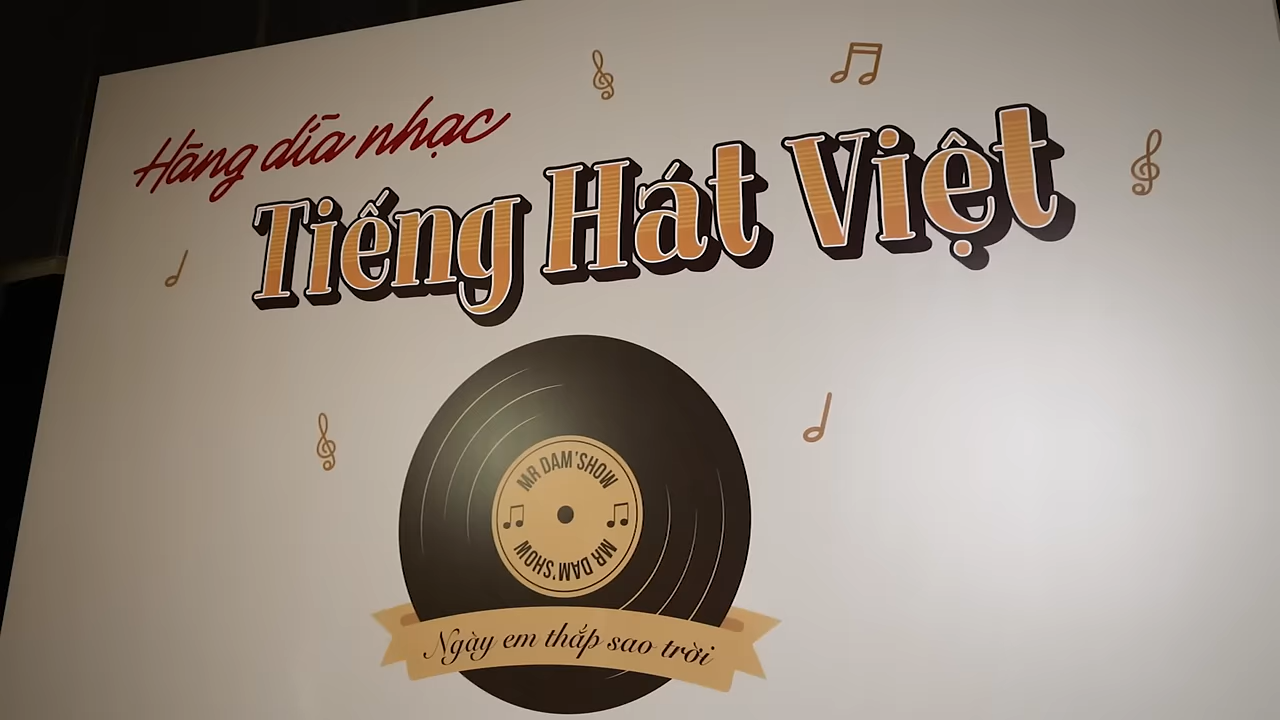 Hãng dĩa nhạc
Tiếng Hát Việt
MR DAM'SHOW
MR DAM'SHOW
Ngày em thắp sao trời